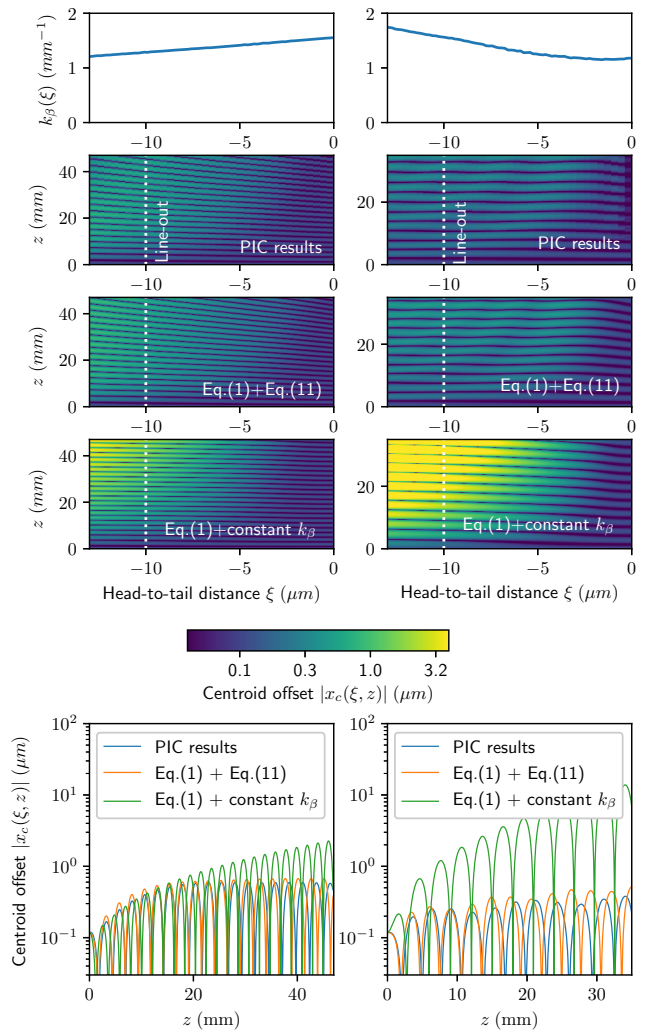 k_β(ξ) (mm⁻¹)
2
1
0
−10
−5
0
2
1
0
−10
−5
0
z (mm)
40
20
0
Line-out
PIC results
−10
−5
0
20
0
Line-out
PIC results
−10
−5
0
z (mm)
40
20
0
Eq.(1)+Eq.(11)
−10
−5
0
20
0
Eq.(1)+Eq.(11)
−10
−5
0
z (mm)
40
20
0
Eq.(1)+constant k_β
−10
−5
0
Head-to-tail distance ξ (μm)
20
0
Eq.(1)+constant k_β
−10
−5
0
Head-to-tail distance ξ (μm)
0.1
0.3
1.0
3.2
Centroid offset |x_c(ξ, z)| (μm)
Centroid offset |x_c(ξ, z)| (μm)
10²
10¹
10⁰
10⁻¹
PIC results
Eq.(1) + Eq.(11)
Eq.(1) + constant k_β
0
20
40
z (mm)
10²
10¹
10⁰
10⁻¹
PIC results
Eq.(1) + Eq.(11)
Eq.(1) + constant k_β
0
10
20
30
z (mm)